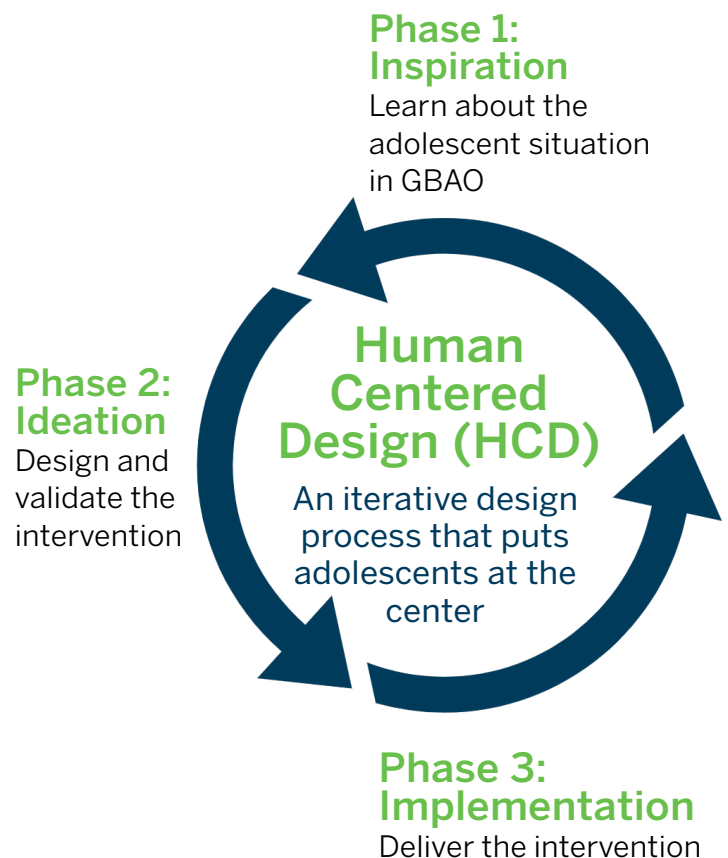 Phase 1:
Inspiration
Learn about the
adolescent situation
in GBAO
Human
Centered
Design (HCD)
An iterative design
process that puts
adolescents at the
center
Phase 2:
Ideation
Design and
validate the
intervention
Phase 3:
Implementation
Deliver the intervention